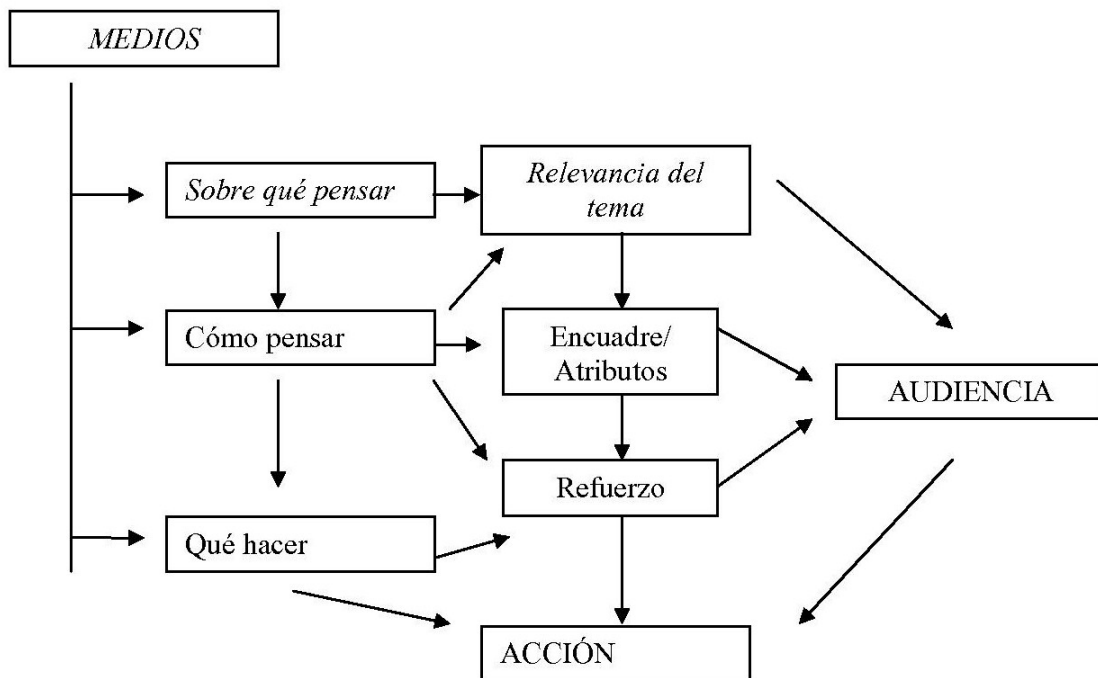 MEDIOS
Sobre qué pensar
Relevancia del
tema
Cómo pensar
Encuadre/
Atributos
AUDIENCIA
Refuerzo
Qué hacer
ACCIÓN